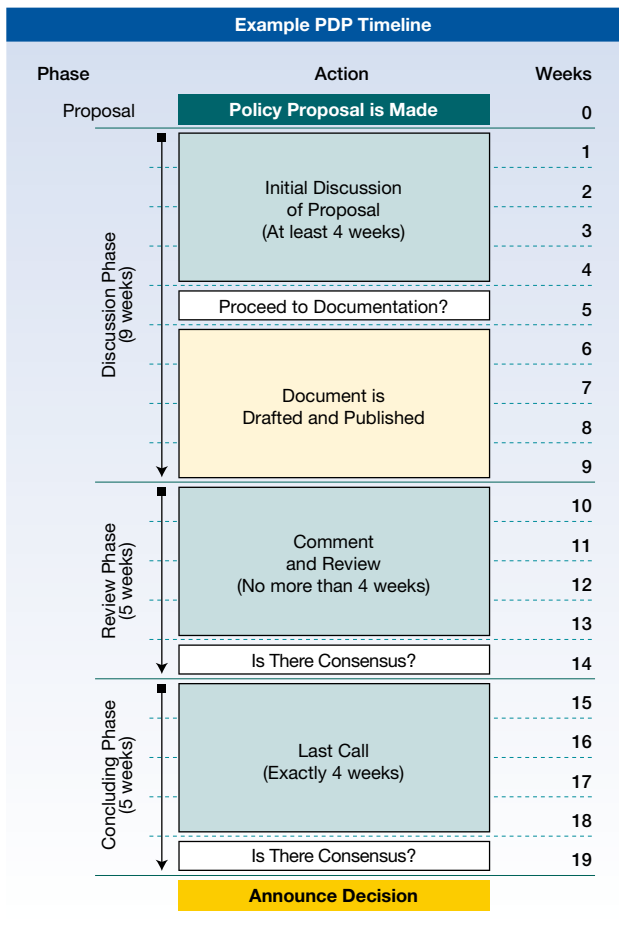 Example PDP Timeline
Phase Action Weeks
Proposal Policy Proposal is Made 0
Discussion Phase
(9 weeks)
1
Initial Discussion
of Proposal
(At least 4 weeks)
2
3
4
Proceed to Documentation? 5
6
Document is
Drafted and Published
7
8
9
Review Phase
(5 weeks)
10
Comment
and Review
(No more than 4 weeks)
11
12
13
Is There Consensus? 14
Concluding Phase
(5 weeks)
15
Last Call
(Exactly 4 weeks)
16
17
18
Is There Consensus? 19
Announce Decision